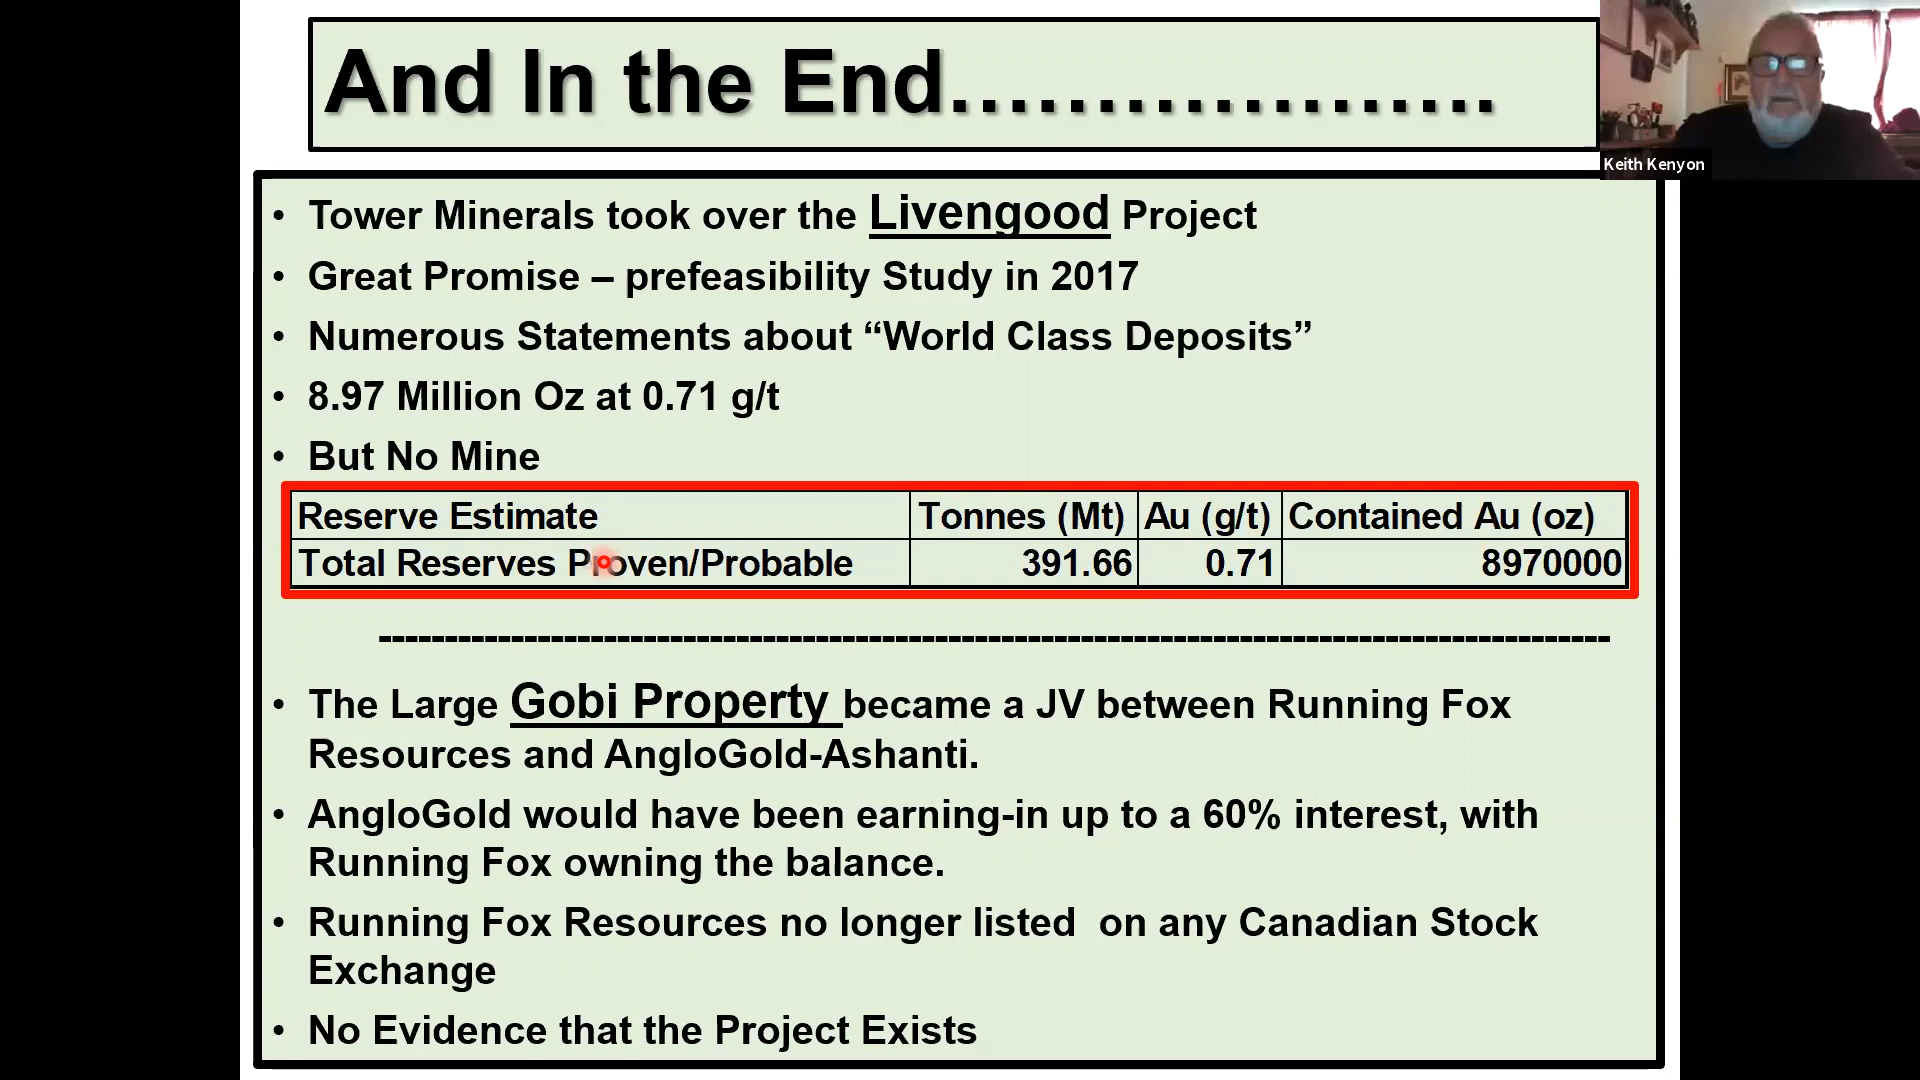 And In the End...................
Keith Kenyon
• Tower Minerals took over the Livengood Project
• Great Promise – prefeasibility Study in 2017
• Numerous Statements about “World Class Deposits”
• 8.97 Million Oz at 0.71 g/t
• But No Mine
Reserve Estimate Tonnes (Mt) Au (g/t) Contained Au (oz)
Total Reserves Proven/Probable 391.66 0.71 8970000
---------------------------------------------------------------------------------------------
• The Large Gobi Property became a JV between Running Fox
Resources and AngloGold-Ashanti.
• AngloGold would have been earning-in up to a 60% interest, with
Running Fox owning the balance.
• Running Fox Resources no longer listed on any Canadian Stock
Exchange
• No Evidence that the Project Exists